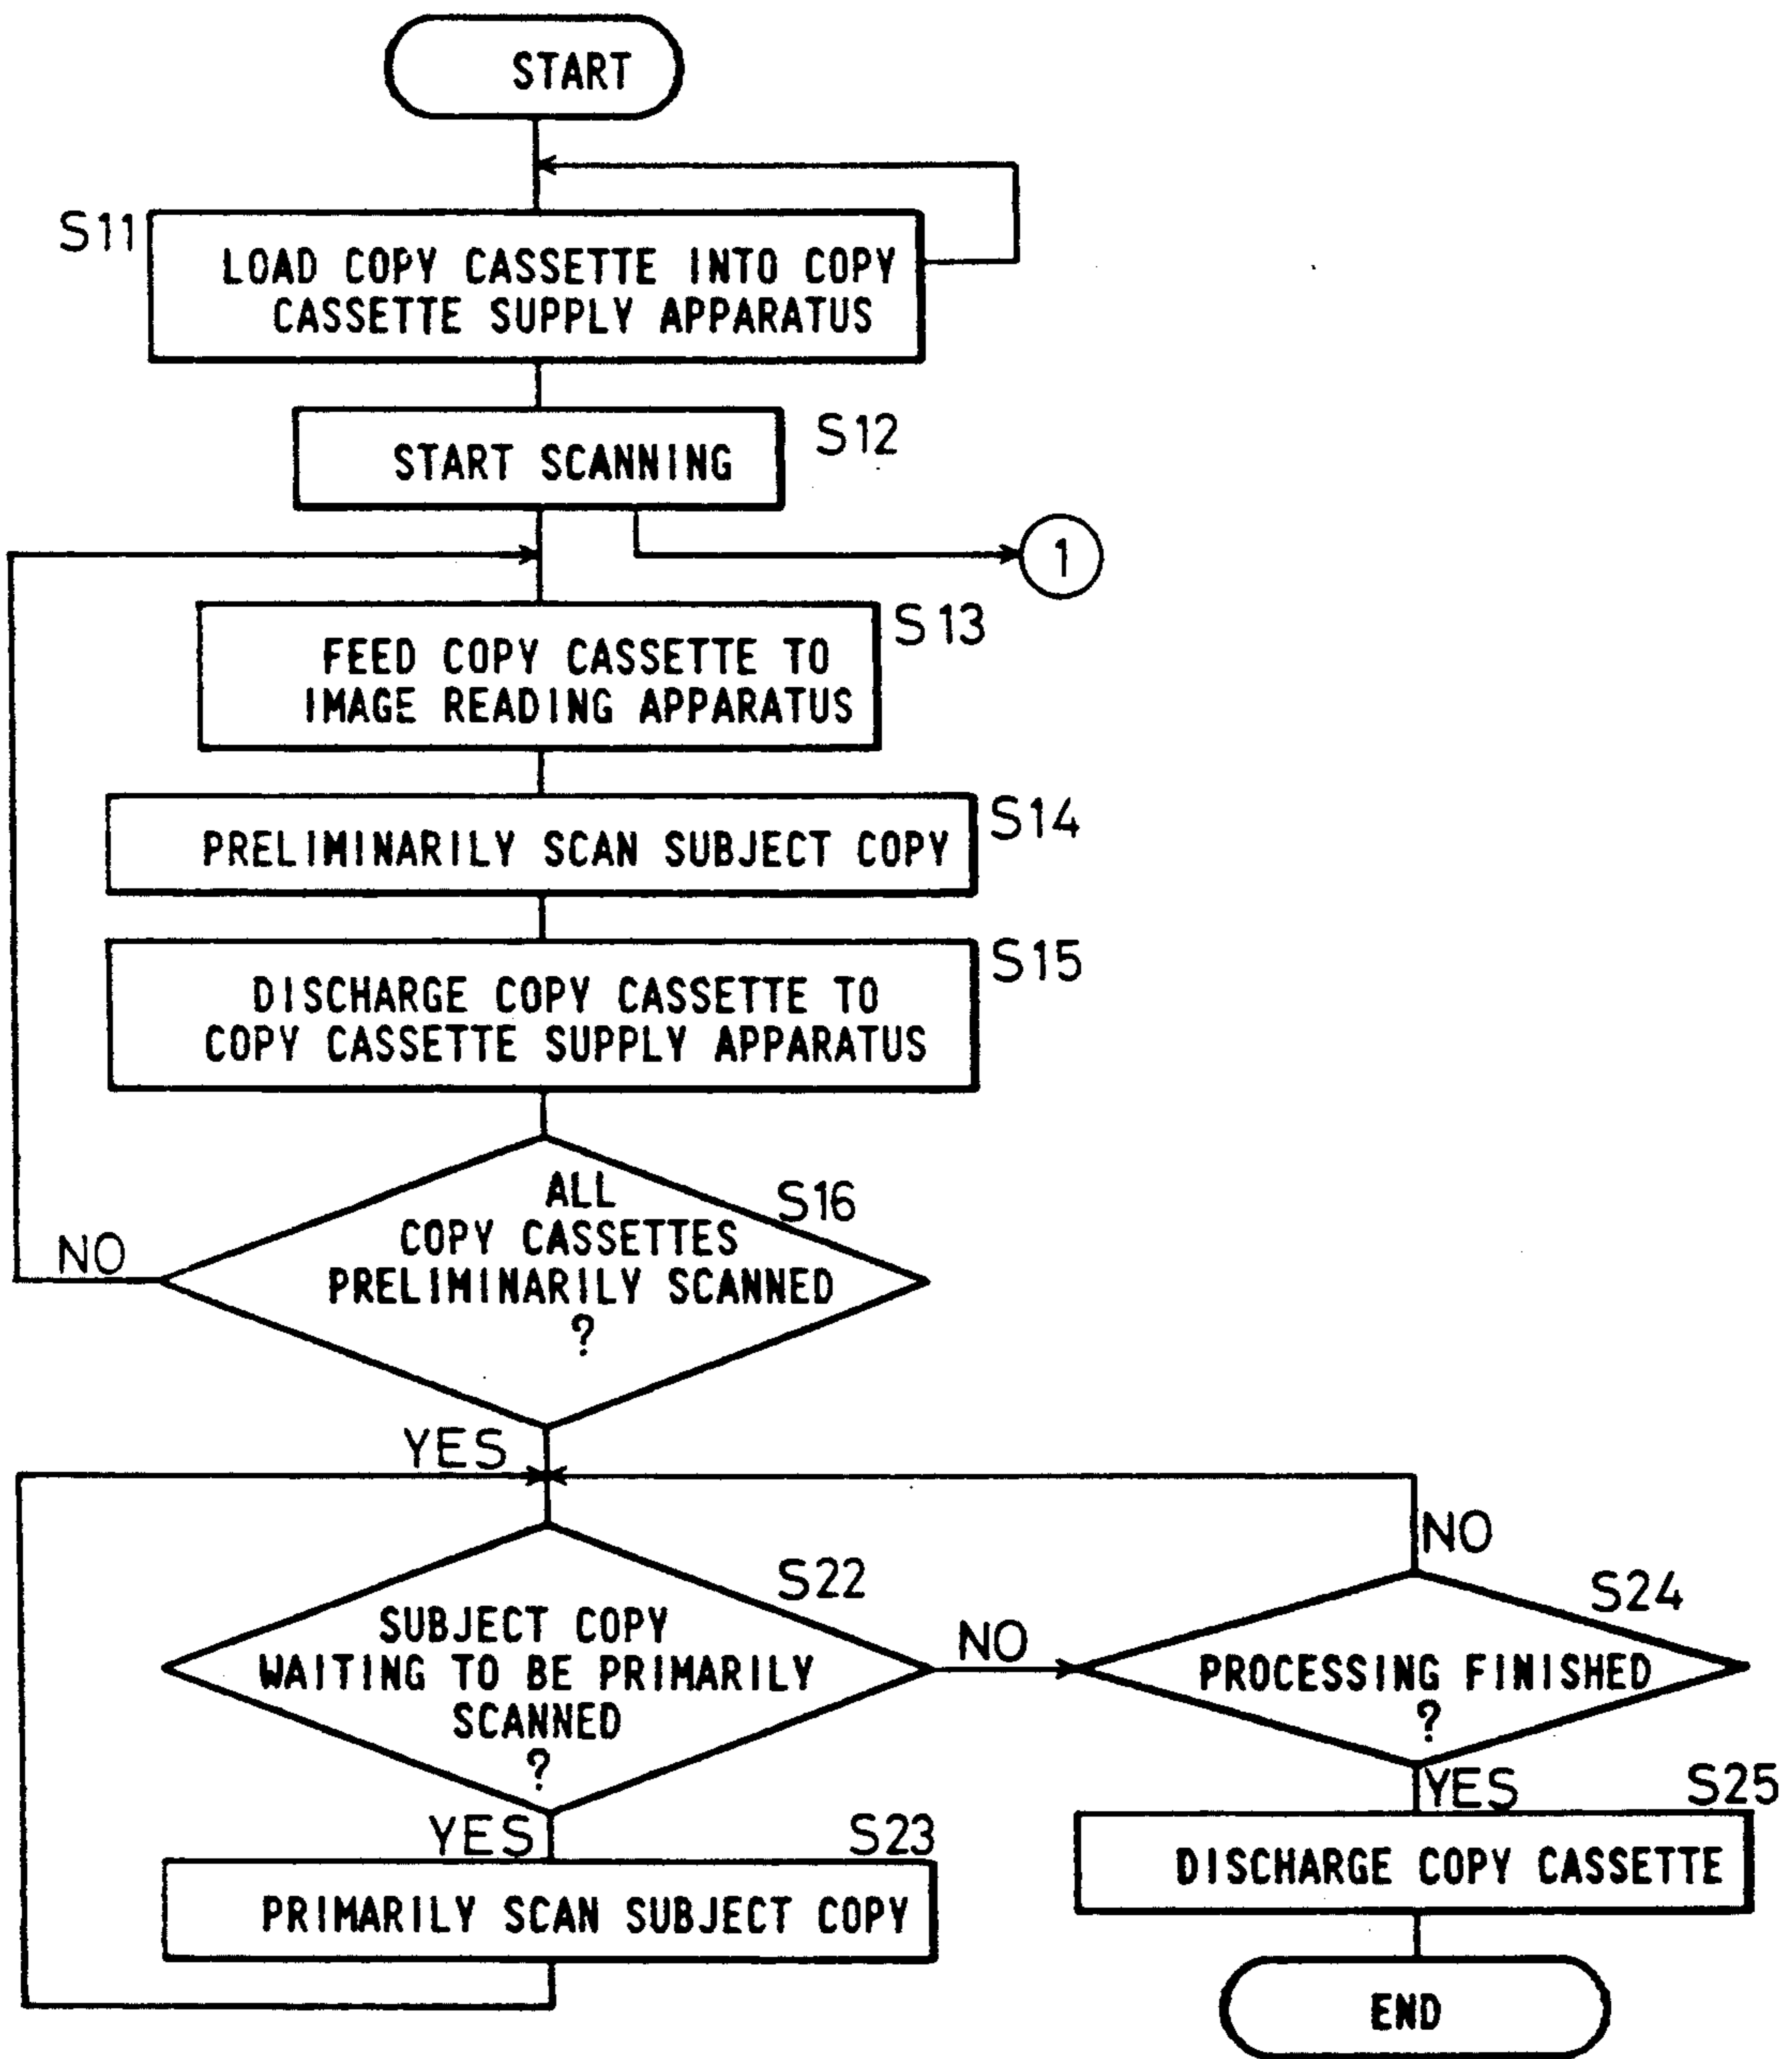 START
S11
LOAD COPY CASSETTE INTO COPY
CASSETTE SUPPLY APPARATUS
S12
START SCANNING
1
S13
FEED COPY CASSETTE TO
IMAGE READING APPARATUS
S14
PRELIMINARILY SCAN SUBJECT COPY
S15
DISCHARGE COPY CASSETTE TO
COPY CASSETTE SUPPLY APPARATUS
S16
ALL
COPY CASSETTES
PRELIMINARILY SCANNED
?
NO
YES
S22
SUBJECT COPY
WAITING TO BE PRIMARILY
SCANNED
?
NO
YES
S23
PRIMARILY SCAN SUBJECT COPY
NO
S24
PROCESSING FINISHED
?
YES
S25
DISCHARGE COPY CASSETTE
END